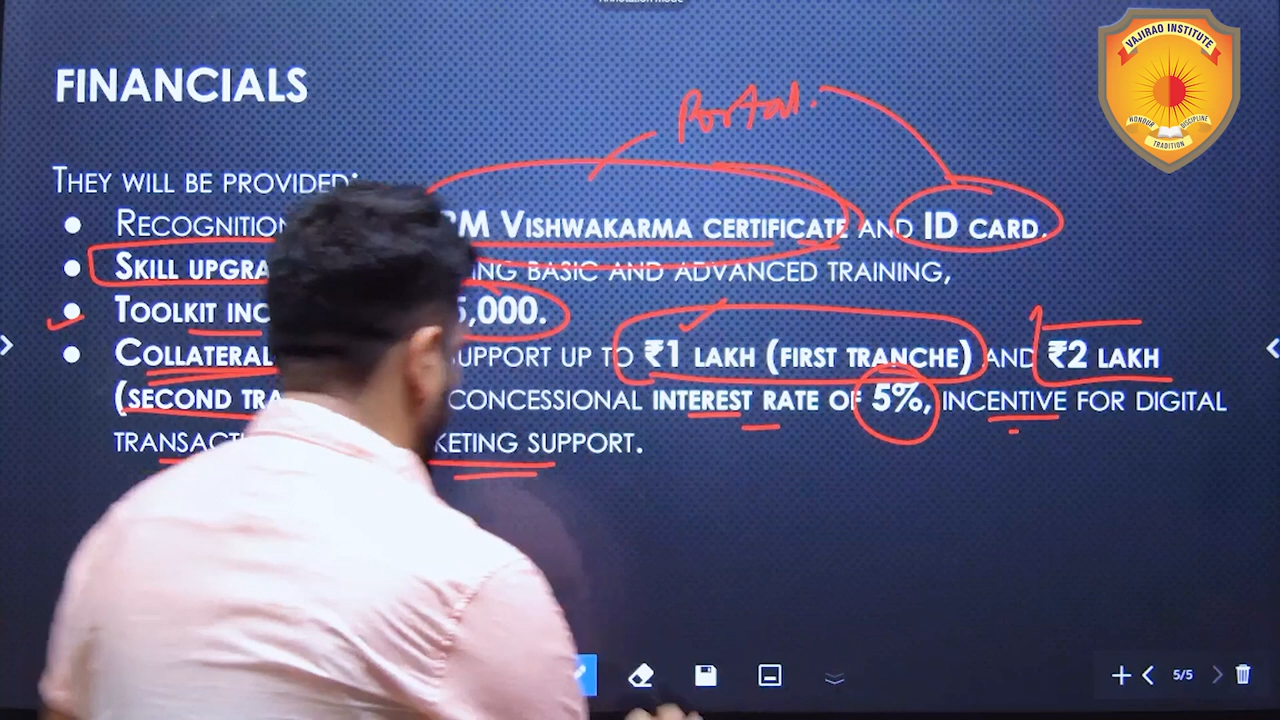 FINANCIALS
Portal.
THEY WILL BE PROVIDED:
RECOGNITION PM VISHWAKARMA CERTIFICATE AND ID CARD.
SKILL UPGRA ING BASIC AND ADVANCED TRAINING,
TOOLKIT INC 5,000.
COLLATERAL UPPORT UP TO ₹1 LAKH (FIRST TRANCHE) AND ₹2 LAKH
(SECOND TRA CONCESSIONAL INTEREST RATE OF 5%, INCENTIVE FOR DIGITAL
TRANSACT KETING SUPPORT.
5/5
VAJIRAO INSTITUTE
HONOUR DISCIPLINE
TRADITION